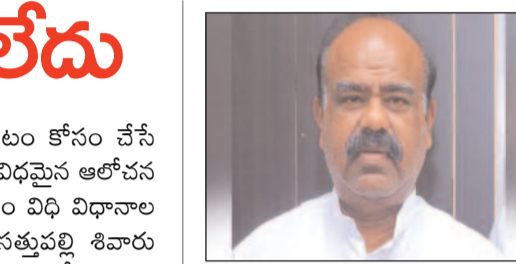 లేదు
టం కోసం చేసే
విధమైన ఆలోచన
ం విధి విధానాల
సత్తుపల్లి శివారు